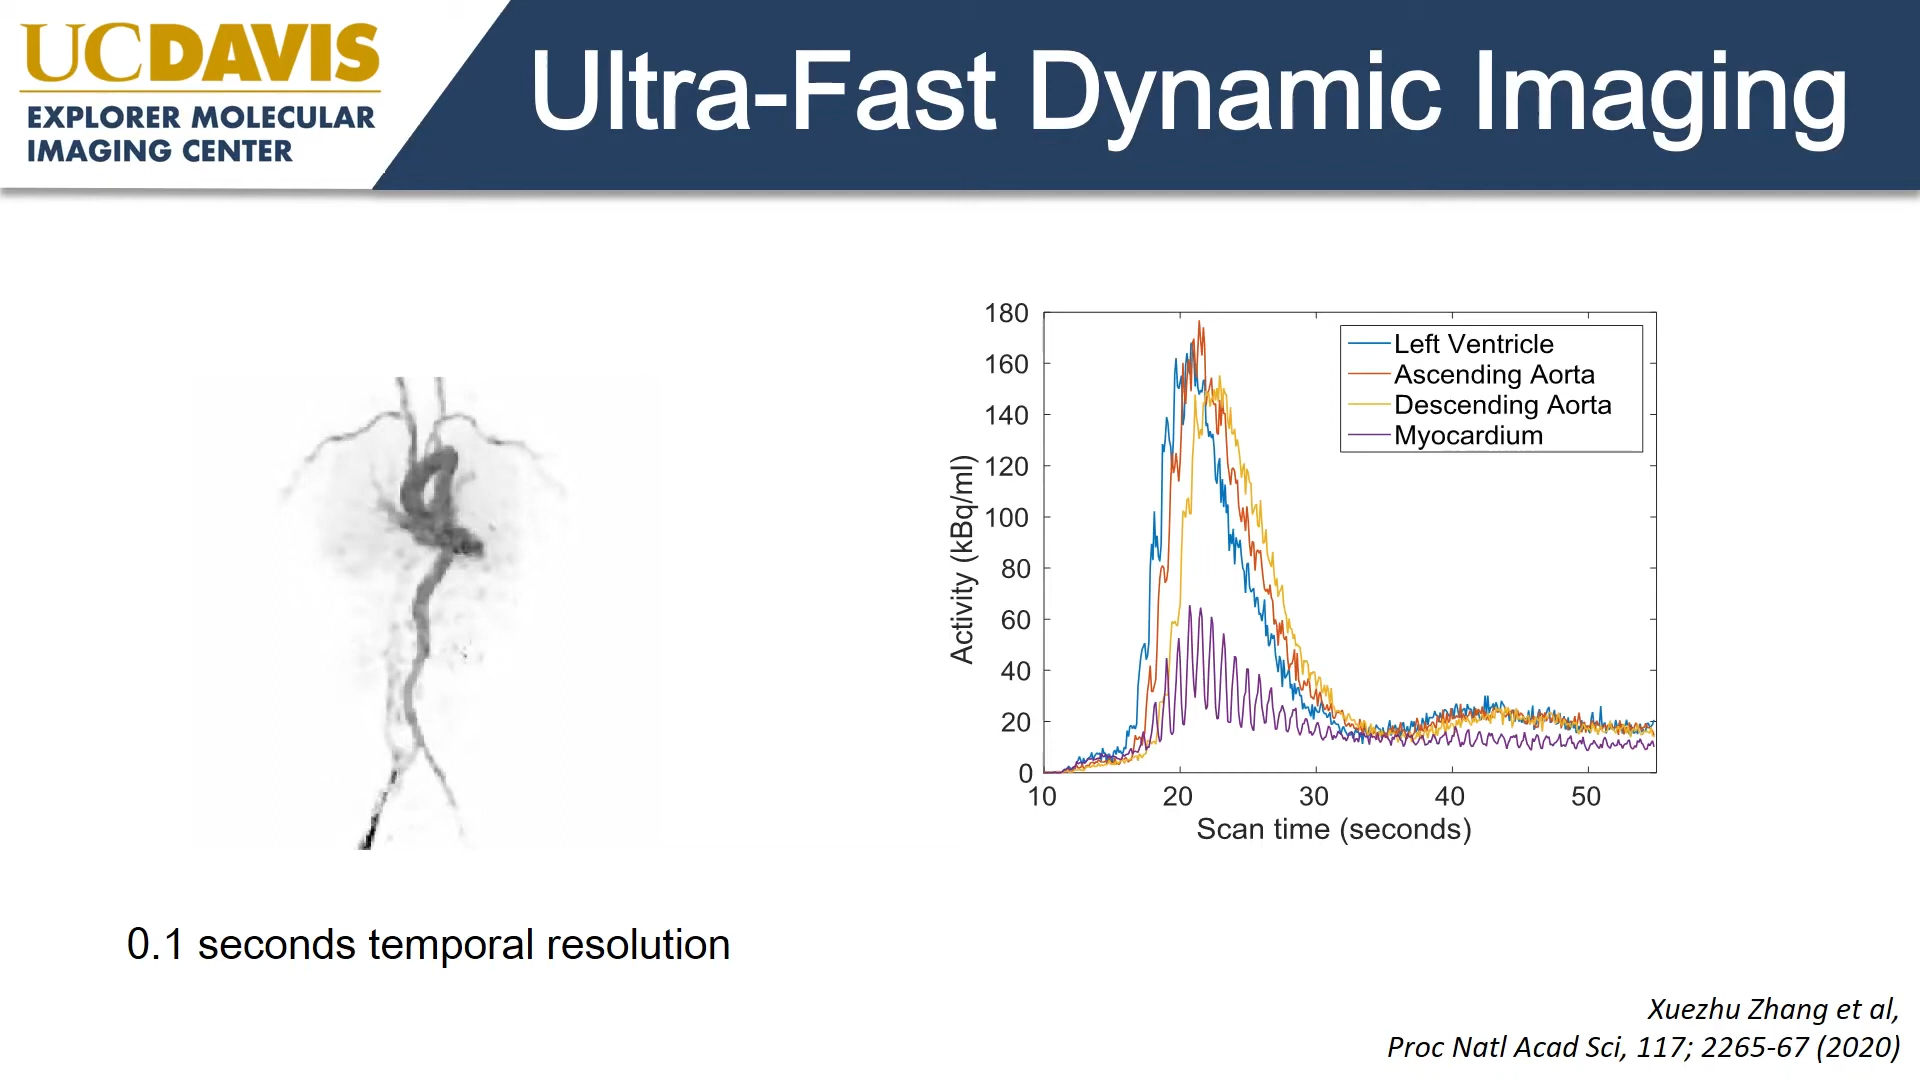 UCDAVIS
EXPLORER MOLECULAR
IMAGING CENTER
Ultra-Fast Dynamic Imaging
180
160
140
120
100
80
60
40
20
0
Activity (kBq/ml)
10 20 30 40 50
Scan time (seconds)
Left Ventricle
Ascending Aorta
Descending Aorta
Myocardium
0.1 seconds temporal resolution
Xuezhu Zhang et al,
Proc Natl Acad Sci, 117; 2265-67 (2020)